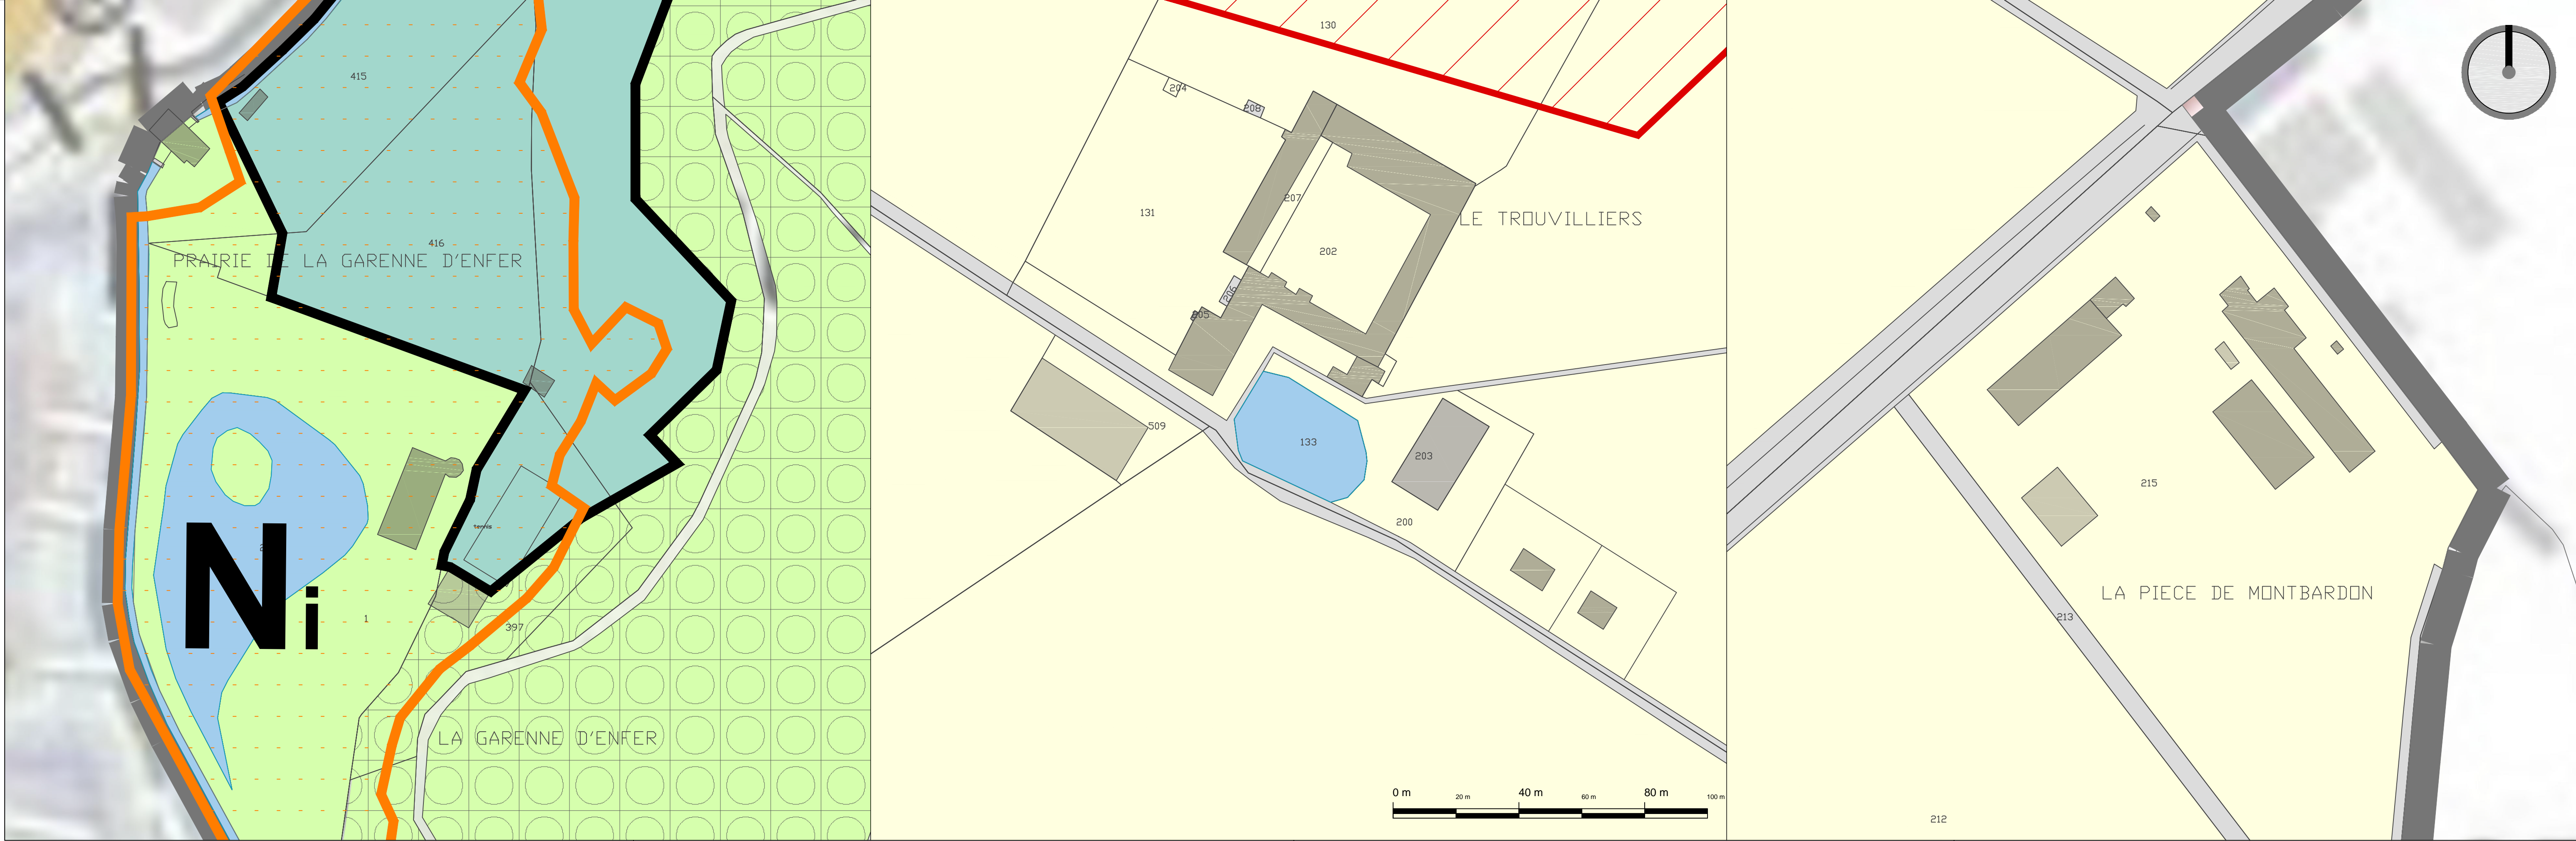 415
416
PRAIRIE DE LA GARENNE D'ENFER
tennis
Ni
1
397
LA GARENNE D'ENFER
130
204
208
131
207
LE TROUVILLIERS
202
206
205
509
133
203
200
0 m 20 m 40 m 60 m 80 m 100 m
215
LA PIECE DE MONTBARDON
213
212